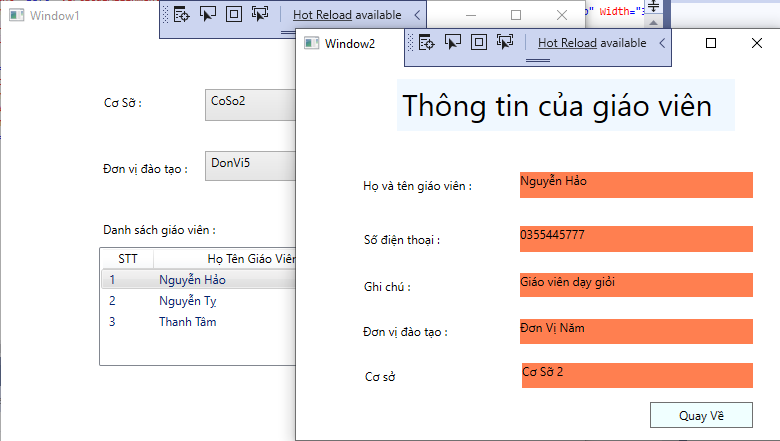 Window1
Hot Reload available
Cơ Sỡ :
CoSo2
Đơn vị đào tạo :
DonVi5
Danh sách giáo viên :
STT Họ Tên Giáo Viên
1 Nguyễn Hảo
2 Nguyễn Tỵ
3 Thanh Tâm
Width="3
Window2
Hot Reload available
Thông tin của giáo viên
Họ và tên giáo viên : Nguyễn Hảo
Số điện thoại : 0355445777
Ghi chú : Giáo viên dạy giỏi
Đơn vị đào tạo : Đơn Vị Năm
Cơ sở Cơ Sỡ 2
Quay Về